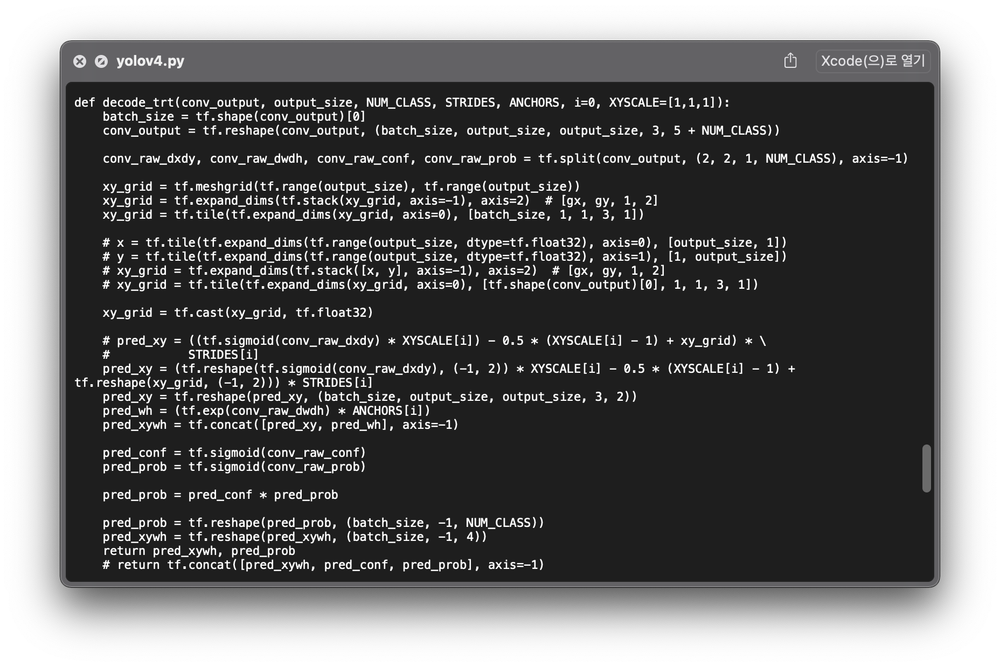 yolov4.py
Xcode(으)로 열기
def decode_trt(conv_output, output_size, NUM_CLASS, STRIDES, ANCHORS, i=0, XYSCALE=[1,1,1]):
    batch_size = tf.shape(conv_output)[0]
    conv_output = tf.reshape(conv_output, (batch_size, output_size, output_size, 3, 5 + NUM_CLASS))

    conv_raw_dxdy, conv_raw_dwdh, conv_raw_conf, conv_raw_prob = tf.split(conv_output, (2, 2, 1, NUM_CLASS), axis=-1)

    xy_grid = tf.meshgrid(tf.range(output_size), tf.range(output_size))
    xy_grid = tf.expand_dims(tf.stack(xy_grid, axis=-1), axis=2)  # [gx, gy, 1, 2]
    xy_grid = tf.tile(tf.expand_dims(xy_grid, axis=0), [batch_size, 1, 1, 3, 1])

    # x = tf.tile(tf.expand_dims(tf.range(output_size, dtype=tf.float32), axis=0), [output_size, 1])
    # y = tf.tile(tf.expand_dims(tf.range(output_size, dtype=tf.float32), axis=1), [1, output_size])
    # xy_grid = tf.expand_dims(tf.stack([x, y], axis=-1), axis=2)  # [gx, gy, 1, 2]
    # xy_grid = tf.tile(tf.expand_dims(xy_grid, axis=0), [tf.shape(conv_output)[0], 1, 1, 3, 1])

    xy_grid = tf.cast(xy_grid, tf.float32)

    # pred_xy = ((tf.sigmoid(conv_raw_dxdy) * XYSCALE[i]) - 0.5 * (XYSCALE[i] - 1) + xy_grid) * \
    #           STRIDES[i]
    pred_xy = (tf.reshape(tf.sigmoid(conv_raw_dxdy), (-1, 2)) * XYSCALE[i] - 0.5 * (XYSCALE[i] - 1) +
tf.reshape(xy_grid, (-1, 2))) * STRIDES[i]
    pred_xy = tf.reshape(pred_xy, (batch_size, output_size, output_size, 3, 2))
    pred_wh = (tf.exp(conv_raw_dwdh) * ANCHORS[i])
    pred_xywh = tf.concat([pred_xy, pred_wh], axis=-1)

    pred_conf = tf.sigmoid(conv_raw_conf)
    pred_prob = tf.sigmoid(conv_raw_prob)

    pred_prob = pred_conf * pred_prob

    pred_prob = tf.reshape(pred_prob, (batch_size, -1, NUM_CLASS))
    pred_xywh = tf.reshape(pred_xywh, (batch_size, -1, 4))
    return pred_xywh, pred_prob
    # return tf.concat([pred_xywh, pred_conf, pred_prob], axis=-1)